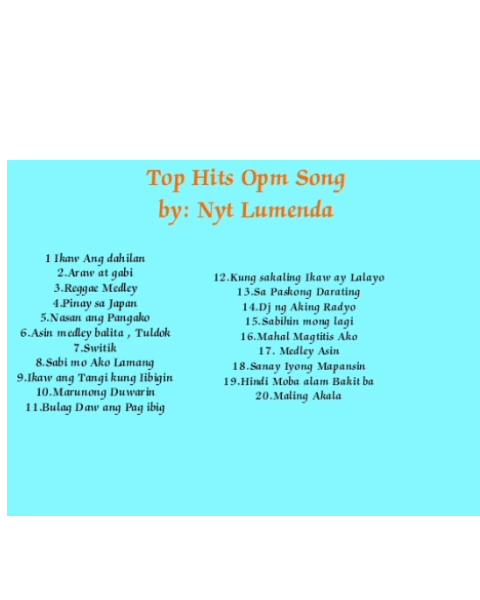 Top Hits Opm Song
by: Nyt Lumenda
1 Ikaw Ang dahilan
2.Araw at gabi
3.Reggae Medley
4.Pinay sa Japan
5.Nasan ang Pangako
6.Asin medley balita , Tuldok
7.Switik
8.Sabi mo Ako Lamang
9.Ikaw ang Tangi kung Iibigin
10.Marunong Duwarin
11.Bulag Daw ang Pag ibig
12.Kung sakaling Ikaw ay Lalayo
13.Sa Paskong Darating
14.Dj ng Aking Radyo
15.Sabihin mong lagi
16.Mahal Magtitis Ako
17. Medley Asin
18.Sanay Iyong Mapansin
19.Hindi Moba alam Bakit ba
20.Maling Akala